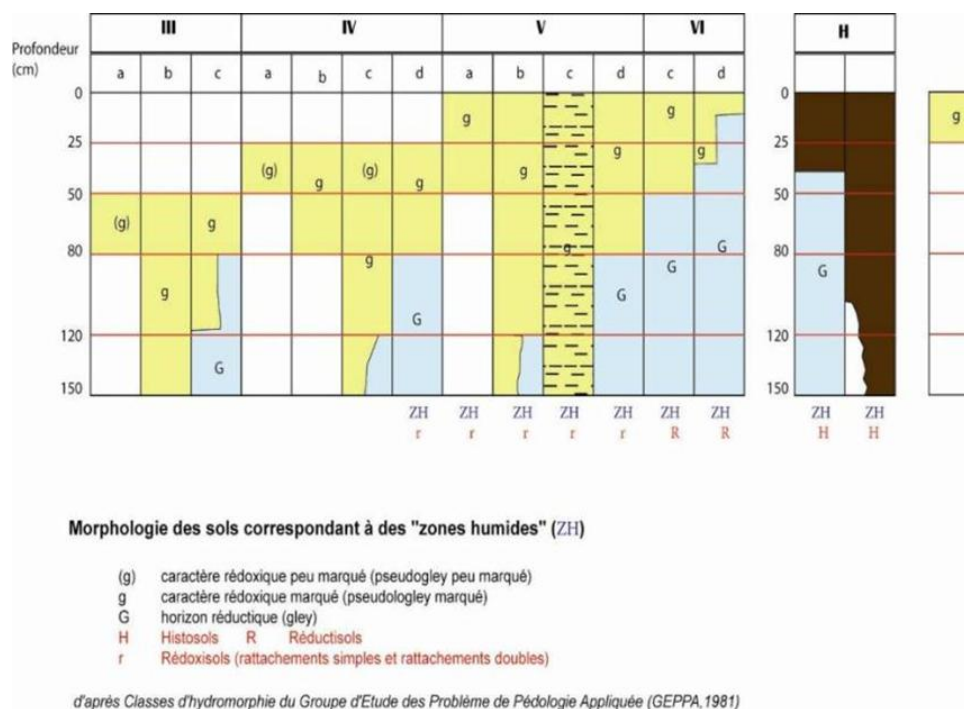 III IV V VI H
Profondeur
(cm)
a b c a b c d a b c d c d
0 0
g g g
25 25
(g) g (g) g g g g
50 50
(g) g
80 80
g g g G G
g G G G
120 120
G
150 150
ZH ZH ZH ZH ZH ZH ZH ZH ZH
r r r r r R R H H
Morphologie des sols correspondant à des "zones humides" (ZH)
(g) caractère rédoxique peu marqué (pseudogley peu marqué)
g caractère rédoxique marqué (pseudologley marqué)
G horizon réductique (gley)
H Histosols R Réductisols
r Rédoxisols (rattachements simples et rattachements doubles)
d'après Classes d'hydromorphie du Groupe d'Etude des Problème de Pédologie Appliquée (GEPPA,1981)